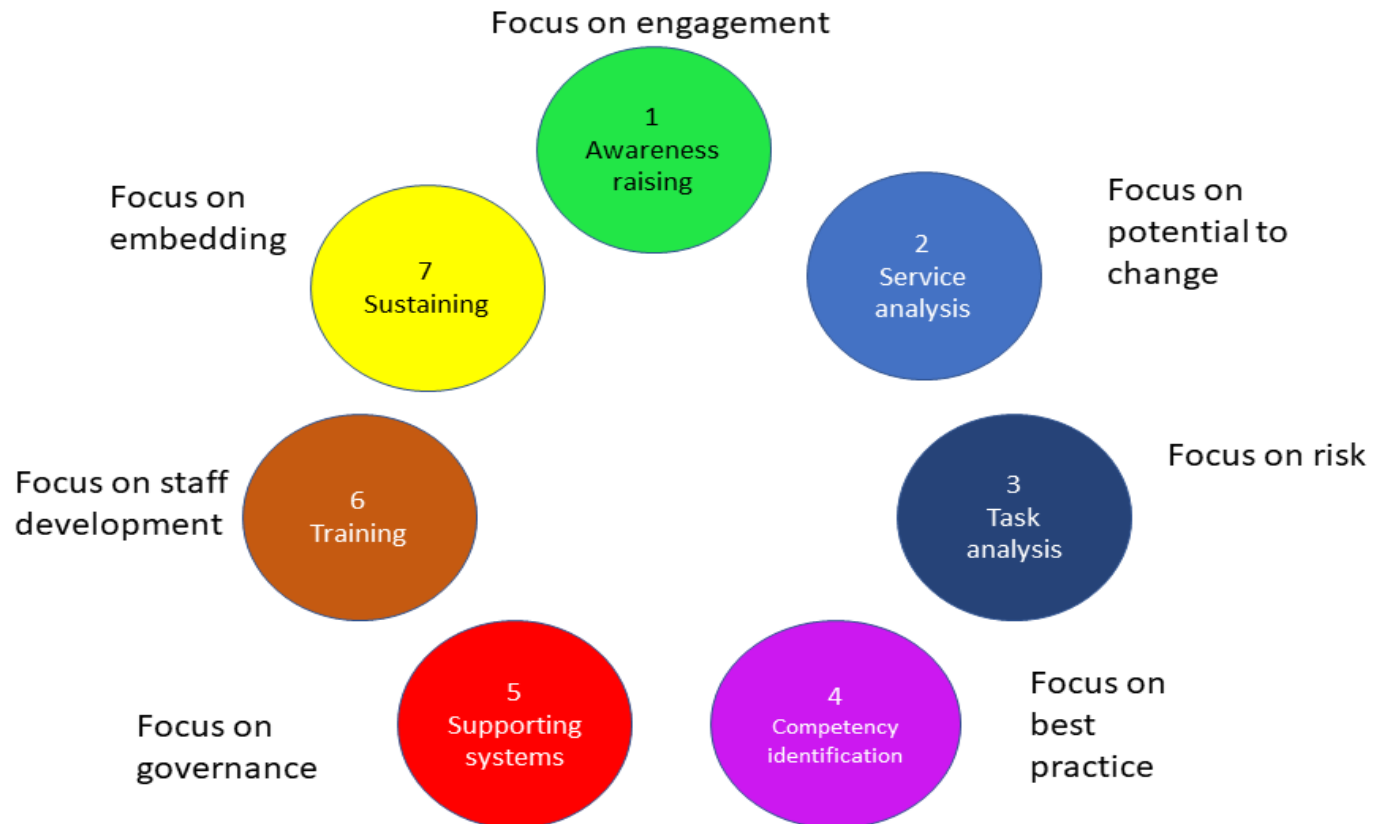 Focus on engagement
1
Awareness
raising
Focus on
potential to
change
2
Service
analysis
Focus on risk
3
Task
analysis
Focus on
best
practice
4
Competency
identification
5
Supporting
systems
Focus on
governance
6
Training
Focus on staff
development
7
Sustaining
Focus on
embedding